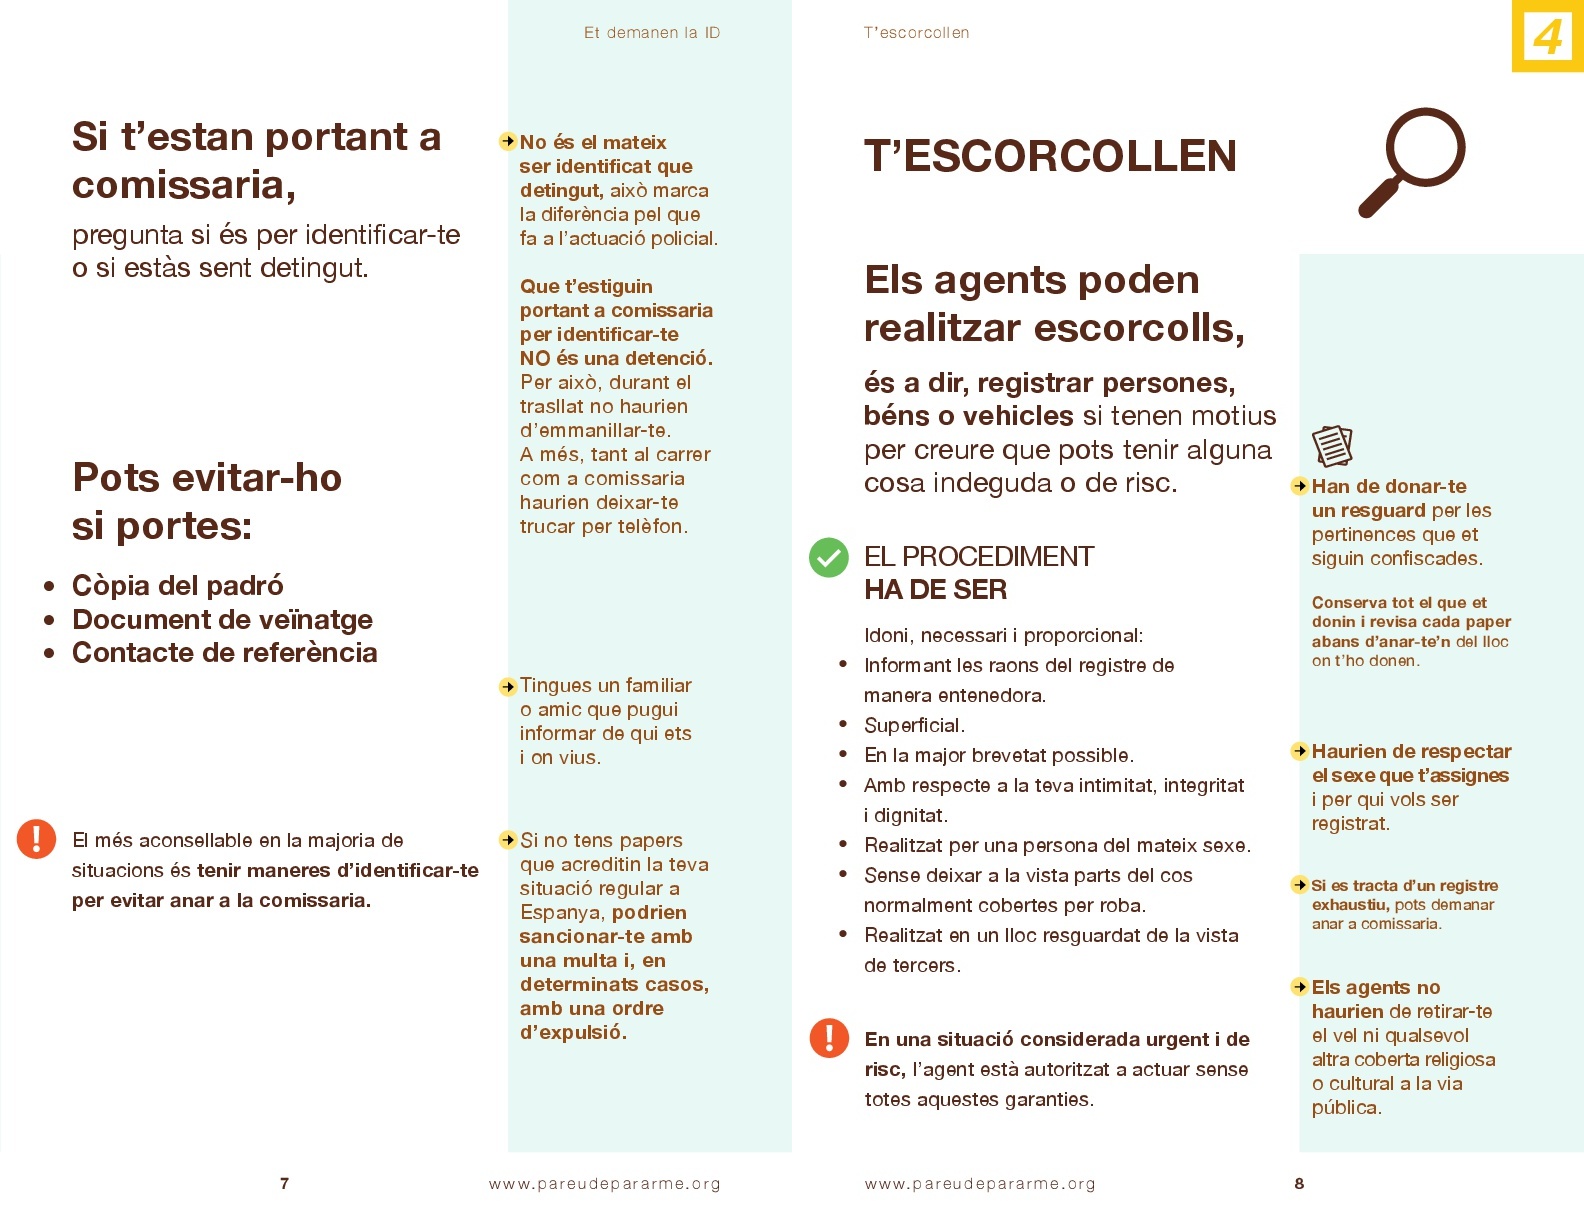 Et demanen la ID
Si t’estan portant a
comissaria,
pregunta si és per identificar-te
o si estàs sent detingut.
Pots evitar-ho
si portes:
• Còpia del padró
• Document de veïnatge
• Contacte de referència
! El més aconsellable en la majoria de
situacions és tenir maneres d’identificar-te
per evitar anar a la comissaria.
No és el mateix
ser identificat que
detingut, això marca
la diferència pel que
fa a l’actuació policial.
Que t’estiguin
portant a comissaria
per identificar-te
NO és una detenció.
Per això, durant el
trasllat no haurien
d’emmanillar-te.
A més, tant al carrer
com a comissaria
haurien deixar-te
trucar per telèfon.
Tingues un familiar
o amic que pugui
informar de qui ets
i on vius.
Si no tens papers
que acreditin la teva
situació regular a
Espanya, podrien
sancionar-te amb
una multa i, en
determinats casos,
amb una ordre
d’expulsió.
7
www.pareudepararme.org
T’escorcollen
4
T’ESCORCOLLEN
Els agents poden
realitzar escorcolls,
és a dir, registrar persones,
béns o vehicles si tenen motius
per creure que pots tenir alguna
cosa indeguda o de risc.
EL PROCEDIMENT
HA DE SER
Idoni, necessari i proporcional:
• Informant les raons del registre de
manera entenedora.
• Superficial.
• En la major brevetat possible.
• Amb respecte a la teva intimitat, integritat
i dignitat.
• Realitzat per una persona del mateix sexe.
• Sense deixar a la vista parts del cos
normalment cobertes per roba.
• Realitzat en un lloc resguardat de la vista
de tercers.
! En una situació considerada urgent i de
risc, l’agent està autoritzat a actuar sense
totes aquestes garanties.
Han de donar-te
un resguard per les
pertinences que et
siguin confiscades.
Conserva tot el que et
donin i revisa cada paper
abans d’anar-te’n del lloc
on t’ho donen.
Haurien de respectar
el sexe que t’assignes
i per qui vols ser
registrat.
Si es tracta d’un registre
exhaustiu, pots demanar
anar a comissaria.
Els agents no
haurien de retirar-te
el vel ni qualsevol
altra coberta religiosa
o cultural a la via
pública.
www.pareudepararme.org
8